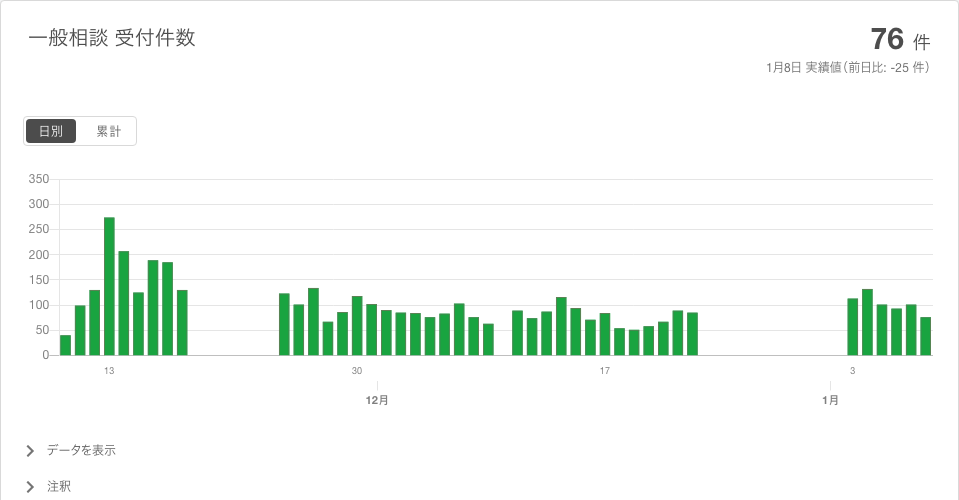 一般相談 受付件数
76 件
1月8日 実績値(前日比: -25 件)
日別 累計
350
300
250
200
150
100
50
0
13 30 17 3
12月 1月
データを表示
注釈